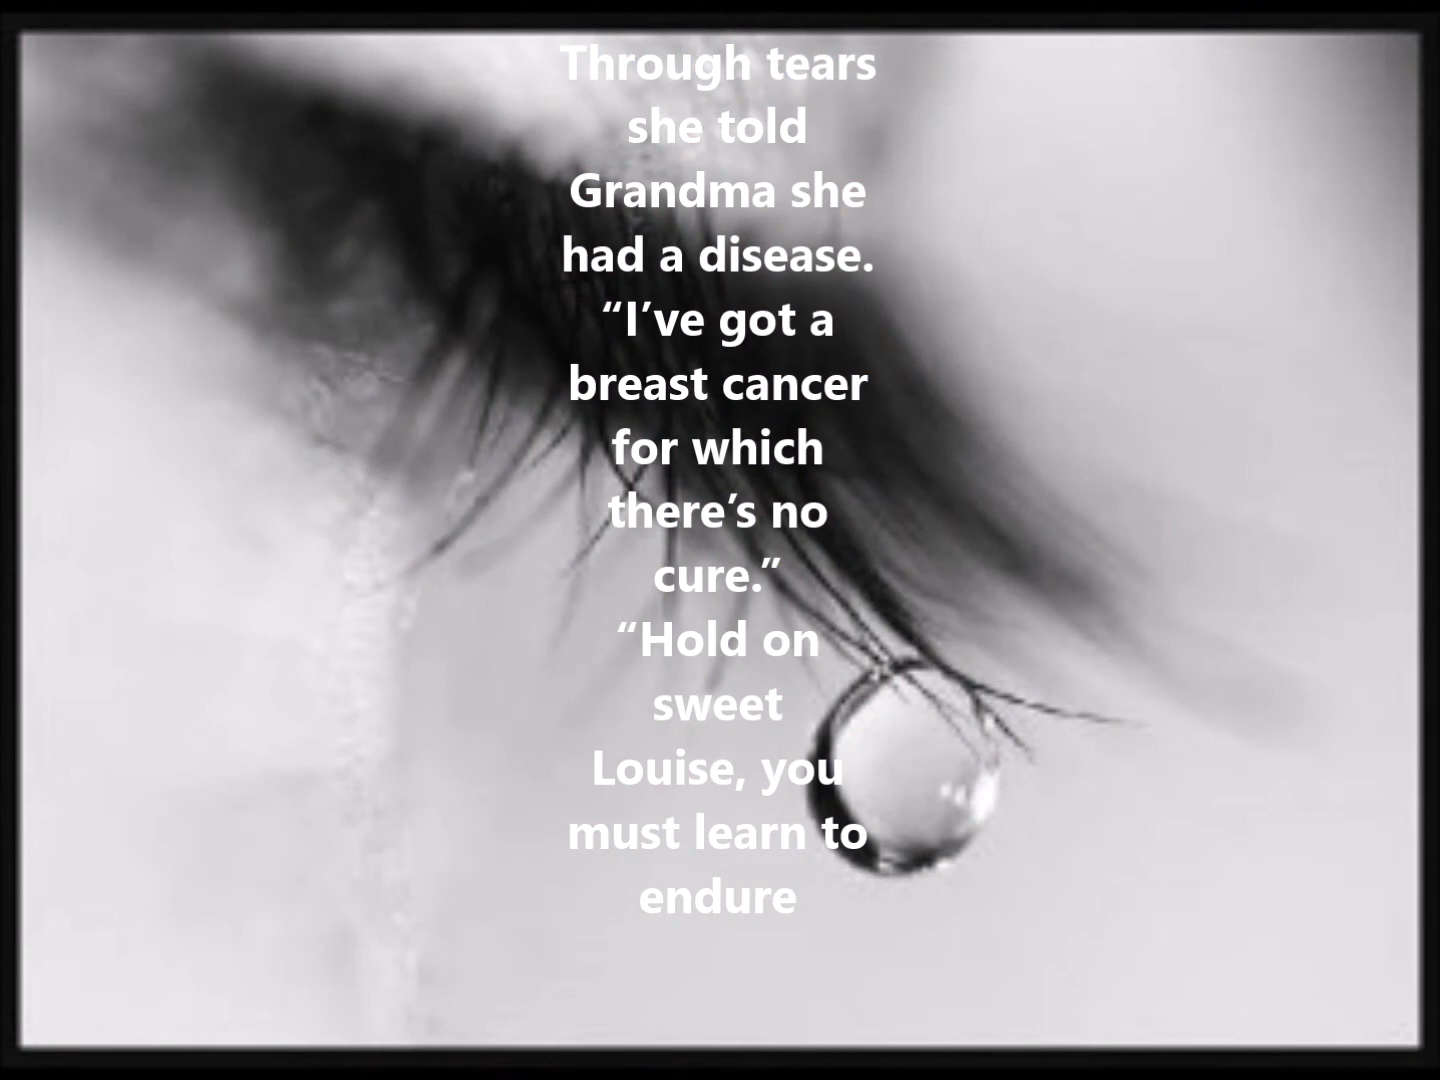 Through tears
she told
Grandma she
had a disease.
“I’ve got a
breast cancer
for which
there’s no
cure.”
“Hold on
sweet
Louise, you
must learn to
endure